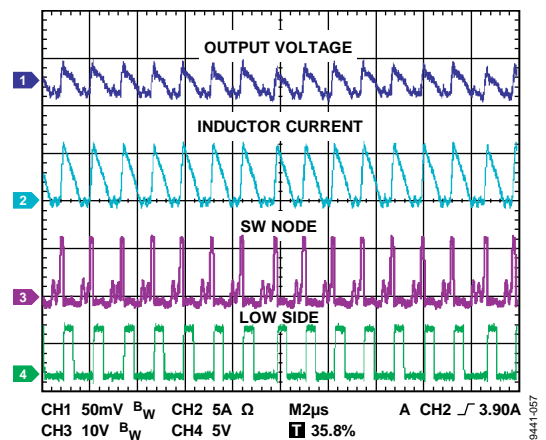 OUTPUT VOLTAGE
1
INDUCTOR CURRENT
2
SW NODE
3
LOW SIDE
4
CH1 50mV BW CH2 5A Ω M2µs A CH2 3.90A
CH3 10V BW CH4 5V T 35.8%
9441-057